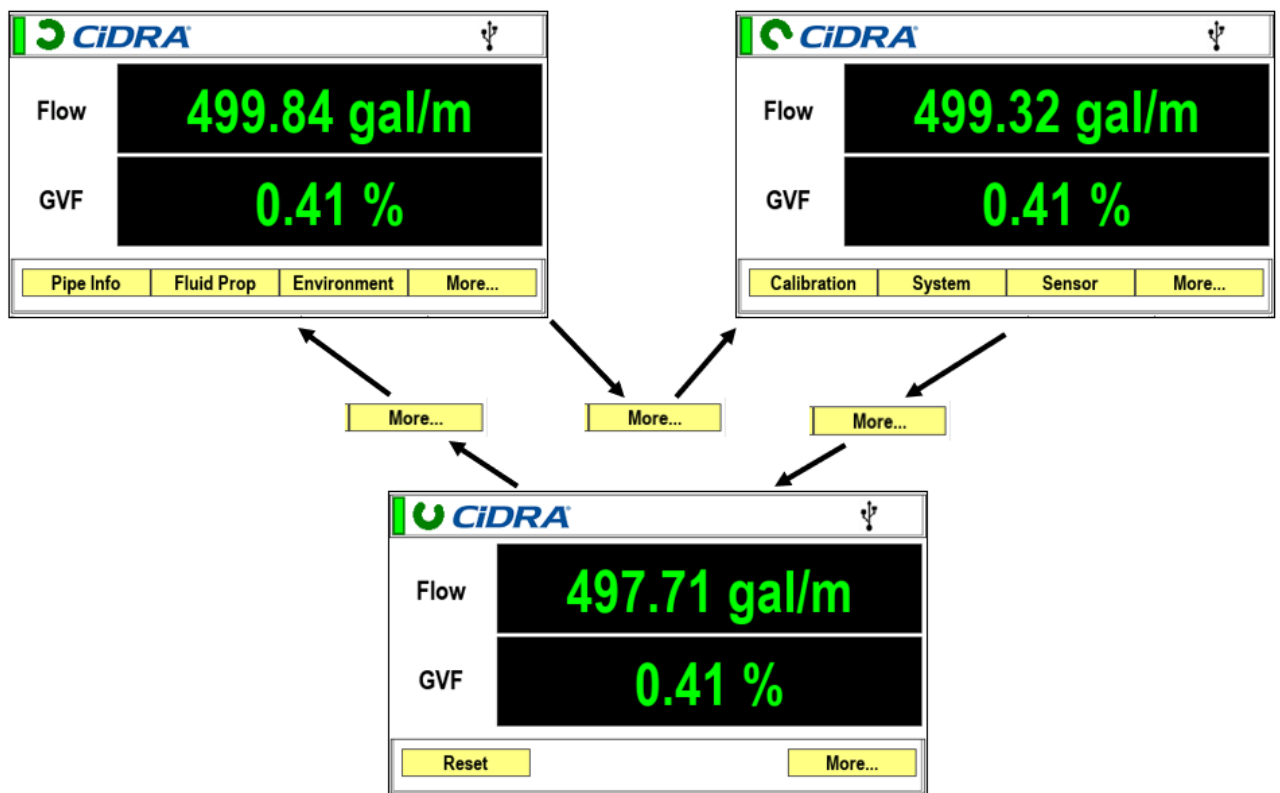 CiDRA
Flow 499.84 gal/m
GVF 0.41 %
Pipe Info Fluid Prop Environment More...
CiDRA
Flow 499.32 gal/m
GVF 0.41 %
Calibration System Sensor More...
More... More... More...
CiDRA
Flow 497.71 gal/m
GVF 0.41 %
Reset More...